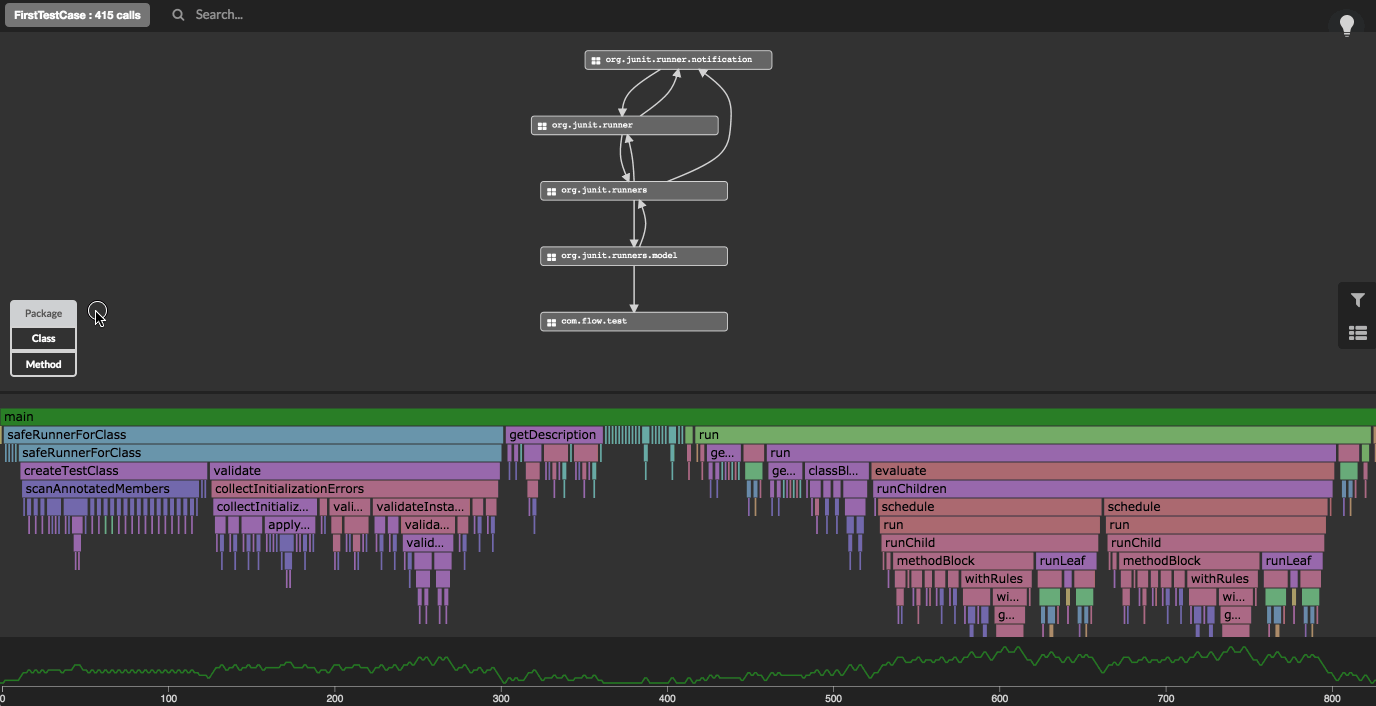 FirstTestCase : 415 calls
Search...
org.junit.runner.notification
org.junit.runner
org.junit.runners
org.junit.runners.model
com.flow.test
Package
Class
Method
main
safeRunnerForClass
getDescription
run
safeRunnerForClass
ge...
run
createTestClass
validate
ge...
classBl...
evaluate
scanAnnotatedMembers
collectInitializationErrors
runChildren
collectInitializ...
vali...
validateInsta...
schedule
schedule
apply...
valida...
run
run
valid...
runChild
runChild
methodBlock
runLeaf
methodBlock
runLeaf
withRules
withRules
wi...
wi...
g...
g...
0
100
200
300
400
500
600
700
800